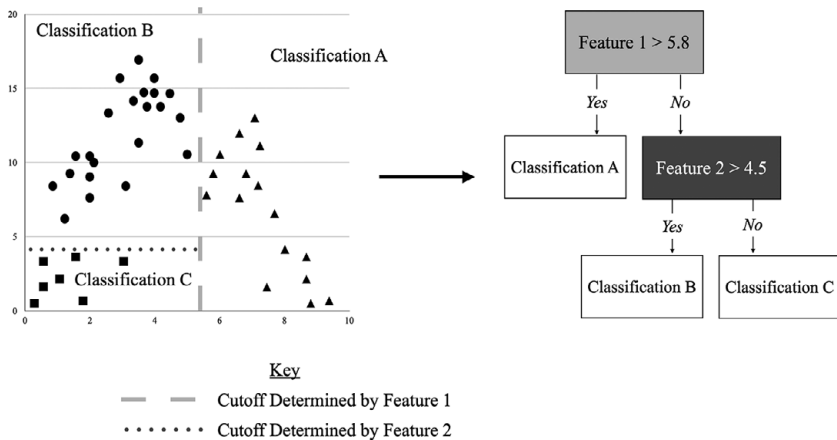 20
Classification B
Classification A
15
10
5
Classification C
0
0
2
4
6
8
10
Feature 1 > 5.8
Yes
No
Classification A
Feature 2 > 4.5
Yes
No
Classification B
Classification C
Key
Cutoff Determined by Feature 1
Cutoff Determined by Feature 2